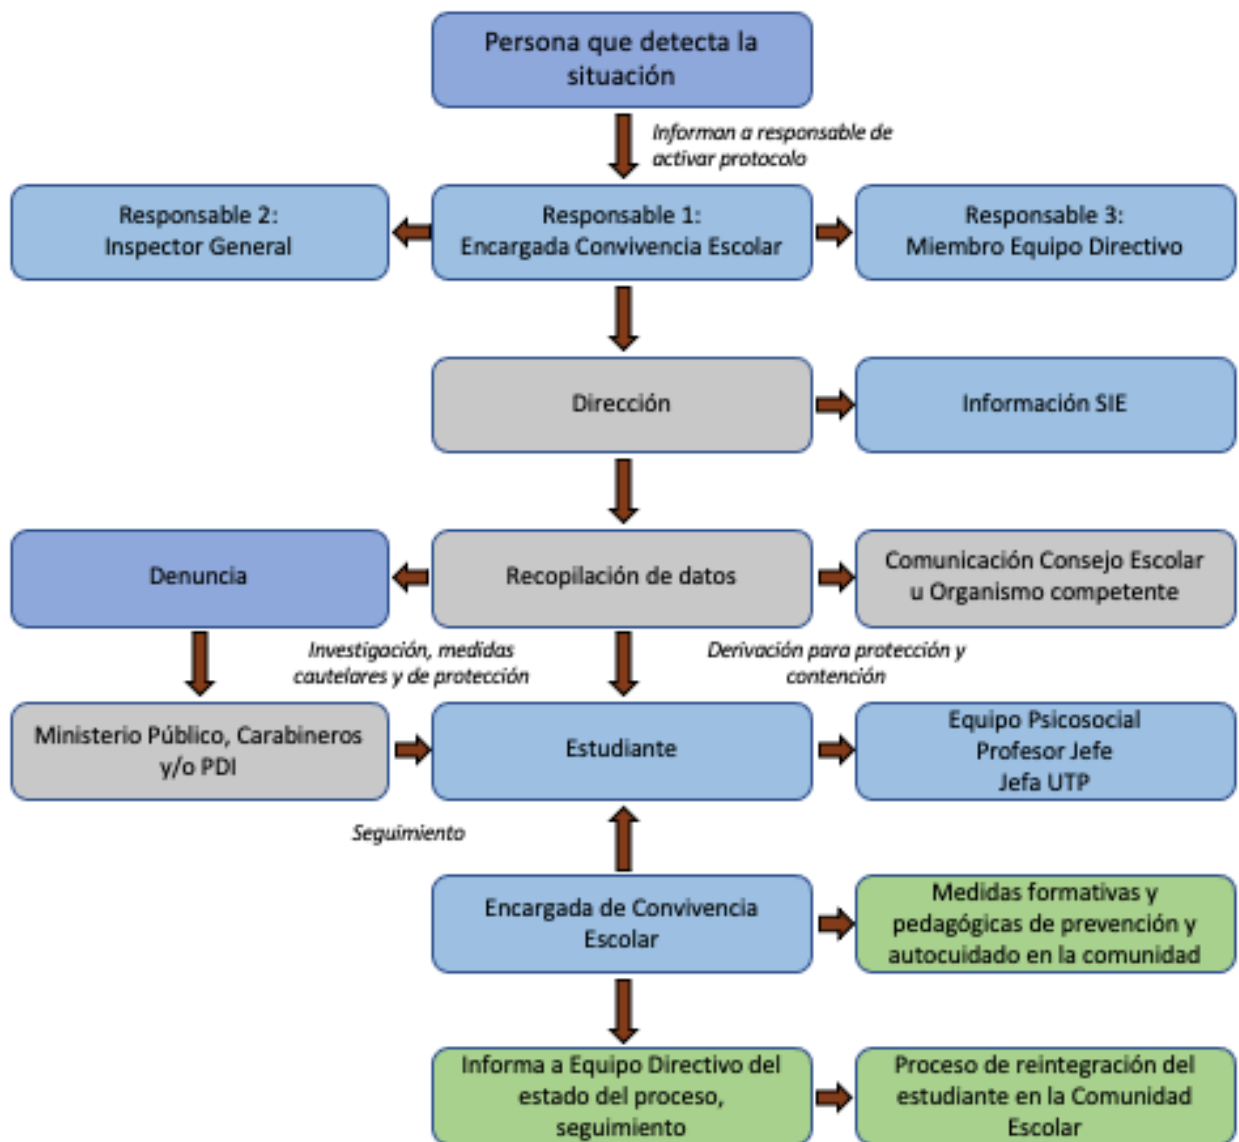 Persona que detecta la
situación
Informan a responsable de
activar protocolo
Responsable 2:
Inspector General
Responsable 1:
Encargada Convivencia Escolar
Responsable 3:
Miembro Equipo Directivo
Dirección
Información SIE
Denuncia
Recopilación de datos
Comunicación Consejo Escolar
u Organismo competente
Investigación, medidas
cautelares y de protección
Derivación para protección y
contención
Ministerio Público, Carabineros
y/o PDI
Estudiante
Equipo Psicosocial
Profesor Jefe
Jefa UTP
Seguimiento
Encargada de Convivencia
Escolar
Medidas formativas y
pedagógicas de prevención y
autocuidado en la comunidad
Informa a Equipo Directivo del
estado del proceso,
seguimiento
Proceso de reintegración del
estudiante en la Comunidad
Escolar